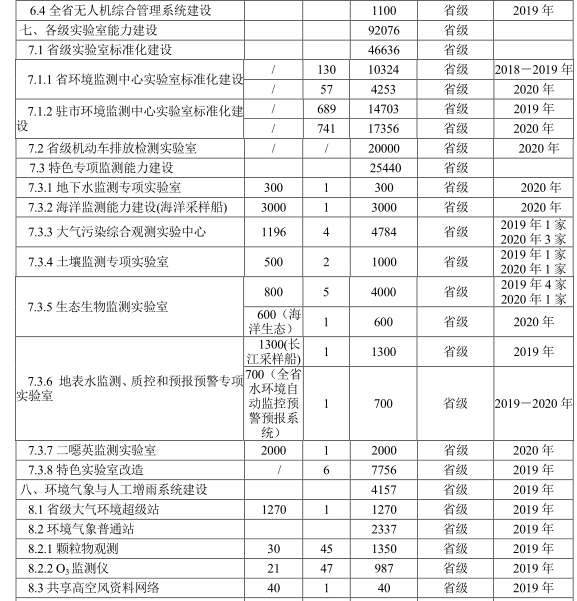 6.4 全省无人机综合管理系统建设 1100 省级 2019 年
七、各级实验室能力建设 92076 省级
7.1 省级实验室标准化建设 46636 省级
7.1.1 省环境监测中心实验室标准化建设 / 130 10324 省级 2018－2019 年
/ 57 4253 省级 2020 年
7.1.2 驻市环境监测中心实验室标准化建
设
/ 689 14703 省级 2019 年
/ 741 17356 省级 2020 年
7.2 省级机动车排放检测实验室 / / 20000 省级 2020 年
7.3 特色专项监测能力建设 25440 省级
7.3.1 地下水监测专项实验室 300 1 300 省级 2020 年
7.3.2 海洋监测能力建设(海洋采样船) 3000 1 3000 省级 2020 年
7.3.3 大气污染综合观测实验中心 1196 4 4784 省级 2019 年 1 家
2020 年 3 家
7.3.4 土壤监测专项实验室 500 2 1000 省级 2019 年 1 家
2020 年 1 家
7.3.5 生态生物监测实验室 800 5 4000 省级 2019 年 4 家
2020 年 1 家
600（海
洋生态） 1 600 省级 2020 年
7.3.6 地表水监测、质控和预报预警专项
实验室
1300(长
江采样船) 1 1300 省级 2019 年
700（全省
水环境自
动监控预
警预报系
统） 1 700 省级 2019－2020 年
7.3.7 二噁英监测实验室 2000 1 2000 省级 2020 年
7.3.8 特色实验室改造 / 6 7756 省级 2019 年
八、环境气象与人工增雨系统建设 4157 省级 2019 年
8.1 省级大气环境超级站 1270 1 1270 省级 2019 年
8.2 环境气象普通站 2337 省级 2019 年
8.2.1 颗粒物观测 30 45 1350 省级 2019 年
8.2.2 O₃监测仪 21 47 987 省级 2019 年
8.3 共享高空风资料网络 40 1 40 省级 2019 年